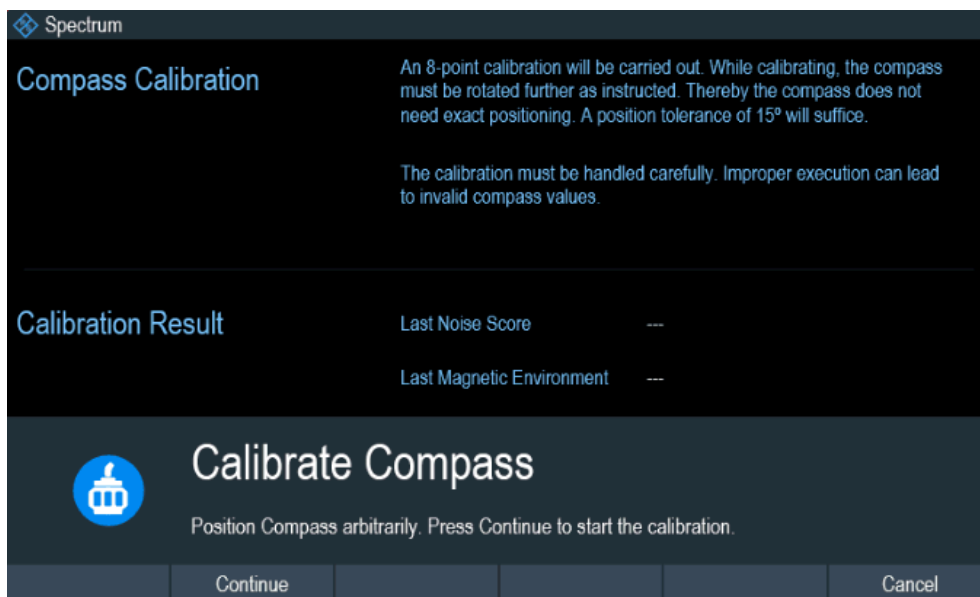 Spectrum
Compass Calibration
An 8-point calibration will be carried out. While calibrating, the compass
must be rotated further as instructed. Thereby the compass does not
need exact positioning. A position tolerance of 15º will suffice.
The calibration must be handled carefully. Improper execution can lead
to invalid compass values.
Calibration Result
Last Noise Score ---
Last Magnetic Environment ---
Calibrate Compass
Position Compass arbitrarily. Press Continue to start the calibration.
Continue Cancel